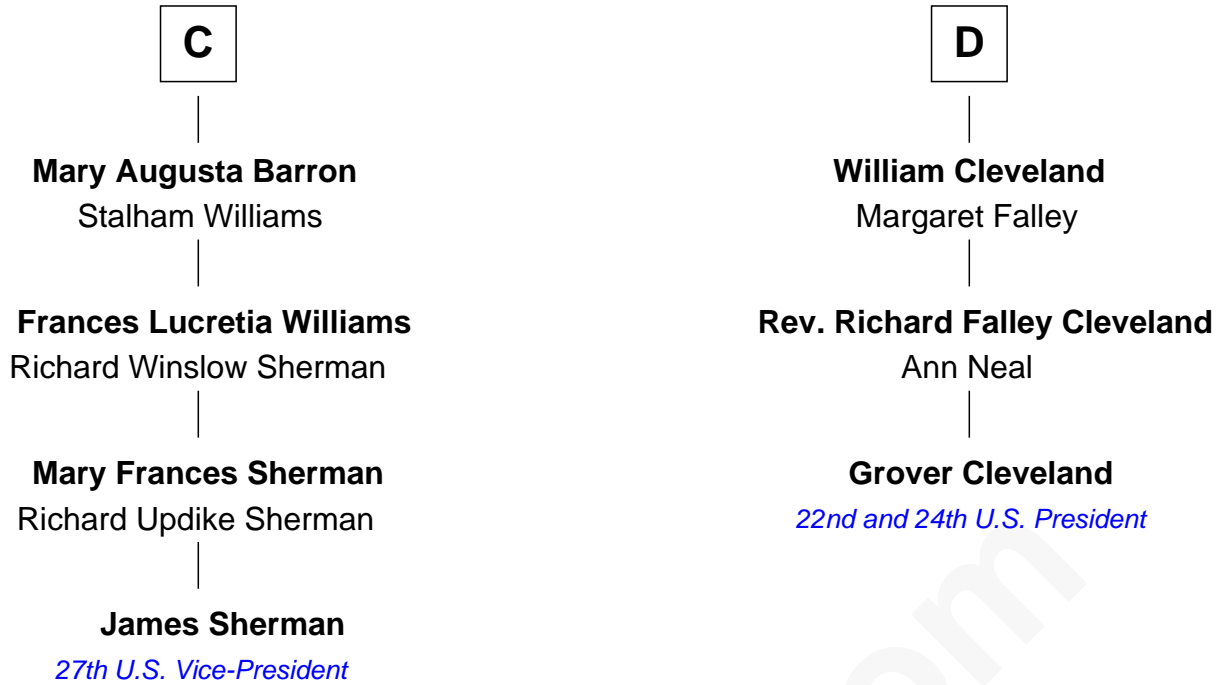 C
Mary Augusta Barron
Stalham Williams
Frances Lucretia Williams
Richard Winslow Sherman
Mary Frances Sherman
Richard Updike Sherman
James Sherman
27th U.S. Vice-President
D
William Cleveland
Margaret Falley
Rev. Richard Falley Cleveland
Ann Neal
Grover Cleveland
22nd and 24th U.S. President
om